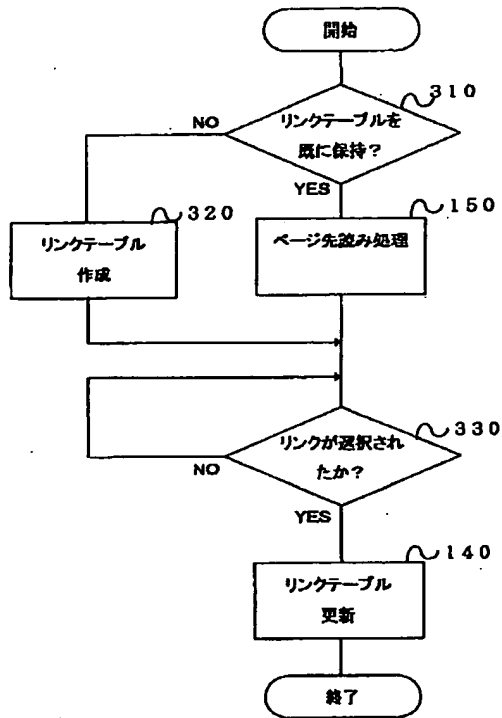 開始
310
リンクテーブルを
既に保持?
NO
YES
320
リンクテーブル
作成
150
ページ先読み処理
330
リンクが選択され
たか?
NO
YES
140
リンクテーブル
更新
終了